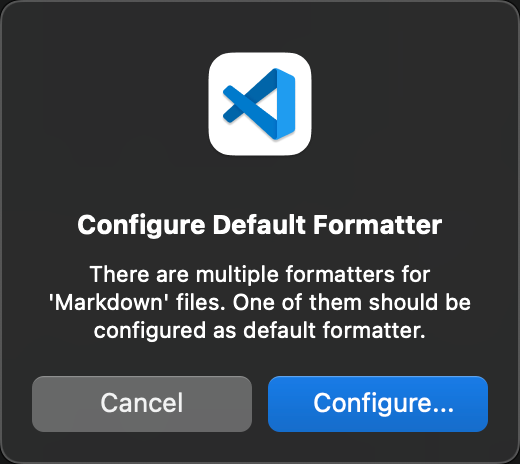 Configure Default Formatter
There are multiple formatters for
'Markdown' files. One of them should be
configured as default formatter.
Cancel
Configure...